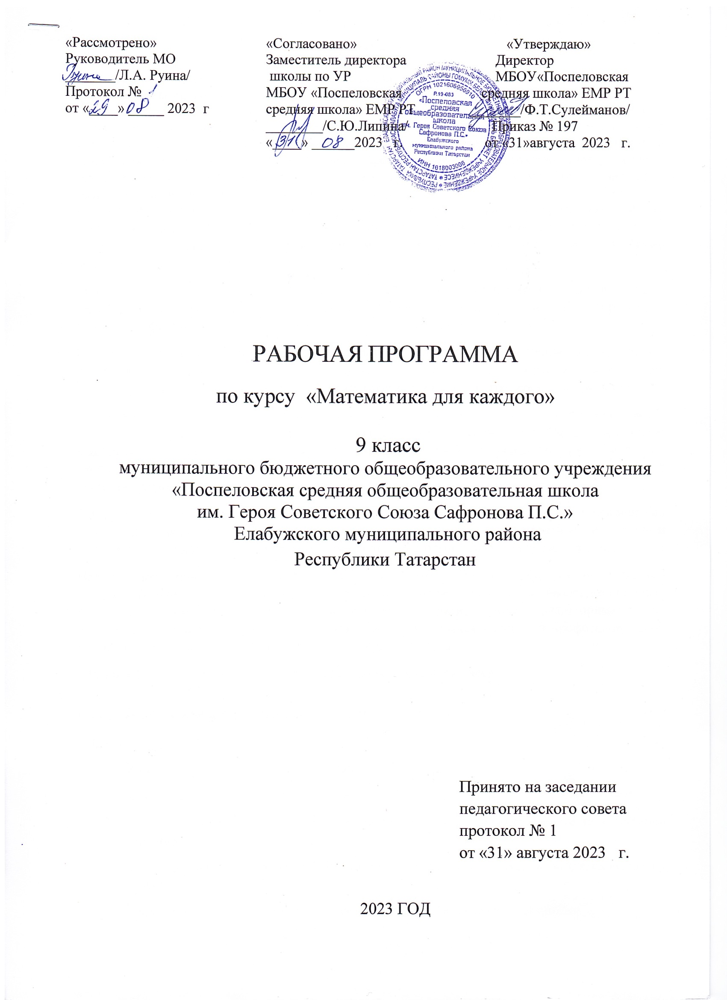 «Рассмотрено»
Руководитель МО
/Л.А. Руина/
Протокол № 1
от «29» 08 2023 г
«Согласовано»
Заместитель директора
школы по УР
МБОУ «Поспеловская
средняя школа» ЕМР РТ
/С.Ю.Липина/
«31» 08 2023 г.
«Утверждаю»
Директор
МБОУ«Поспеловская
средняя школа» ЕМР РТ
/Ф.Т.Сулейманов/
Приказ № 197
от «31»августа 2023 г.
ОГРН 1021606956910
Р.19-083
«Поспеловская
средняя
общеобразовательная
школа
им. Героя Советского Союза
Сафронова П.С.»
Елабужского
муниципального района
Республики Татарстан
ИНН 1618003006
РАБОЧАЯ ПРОГРАММА
по курсу «Математика для каждого»
9 класс
муниципального бюджетного общеобразовательного учреждения
«Поспеловская средняя общеобразовательная школа
им. Героя Советского Союза Сафронова П.С.»
Елабужского муниципального района
Республики Татарстан
Принято на заседании
педагогического совета
протокол № 1
от «31» августа 2023 г.
2023 ГОД